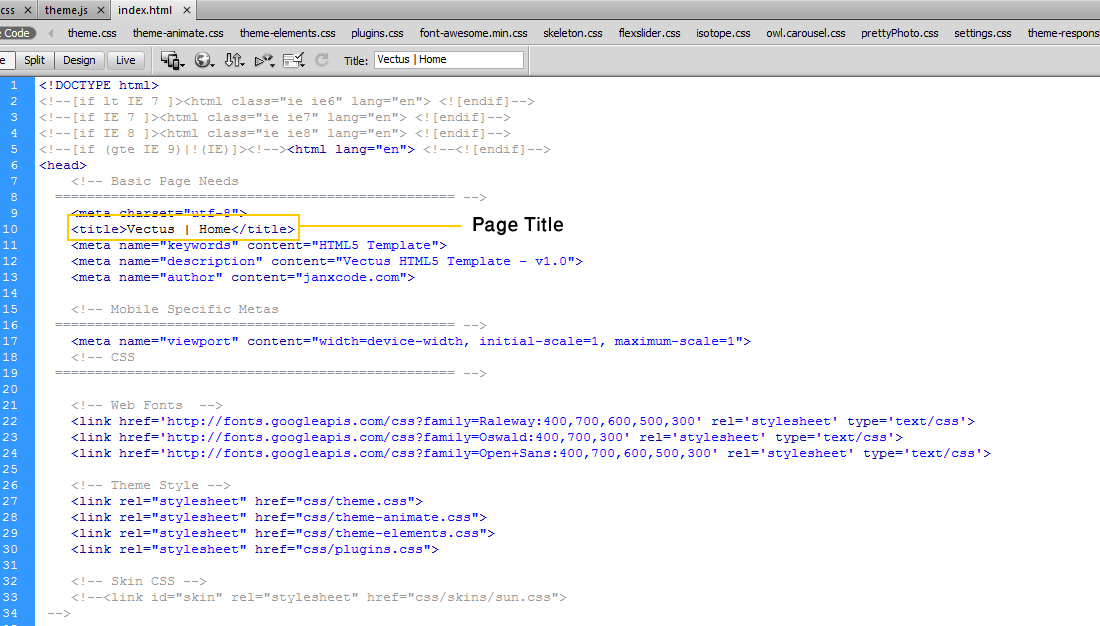 css × theme.js × index.html ×
Code theme.css theme-animate.css theme-elements.css plugins.css font-awesome.min.css skeleton.css flexslider.css isotope.css owl.carousel.css prettyPhoto.css settings.css theme-respons
e Split Design Live Title: Vectus | Home
1 <!DOCTYPE html>
2 <!--[if lt IE 7 ]><html class="ie ie6" lang="en"> <![endif]-->
3 <!--[if IE 7 ]><html class="ie ie7" lang="en"> <![endif]-->
4 <!--[if IE 8 ]><html class="ie ie8" lang="en"> <![endif]-->
5 <!--[if (gte IE 9)|!(IE)]><!--><html lang="en"> <!--<![endif]-->
6 <head>
7 <!-- Basic Page Needs
8 ================================================== -->
9 <meta charset="utf-8">
10 <title>Vectus | Home</title> Page Title
11 <meta name="keywords" content="HTML5 Template">
12 <meta name="description" content="Vectus HTML5 Template - v1.0">
13 <meta name="author" content="janxcode.com">
14
15 <!-- Mobile Specific Metas
16 ================================================== -->
17 <meta name="viewport" content="width=device-width, initial-scale=1, maximum-scale=1">
18 <!-- CSS
19 ================================================== -->
20
21 <!-- Web Fonts  -->
22 <link href='http://fonts.googleapis.com/css?family=Raleway:400,700,600,500,300' rel='stylesheet' type='text/css'>
23 <link href='http://fonts.googleapis.com/css?family=Oswald:400,700,300' rel='stylesheet' type='text/css'>
24 <link href='http://fonts.googleapis.com/css?family=Open+Sans:400,700,600,500,300' rel='stylesheet' type='text/css'>
25
26 <!-- Theme Style -->
27 <link rel="stylesheet" href="css/theme.css">
28 <link rel="stylesheet" href="css/theme-animate.css">
29 <link rel="stylesheet" href="css/theme-elements.css">
30 <link rel="stylesheet" href="css/plugins.css">
31
32 <!-- Skin CSS -->
33 <!--<link id="skin" rel="stylesheet" href="css/skins/sun.css">
34 -->